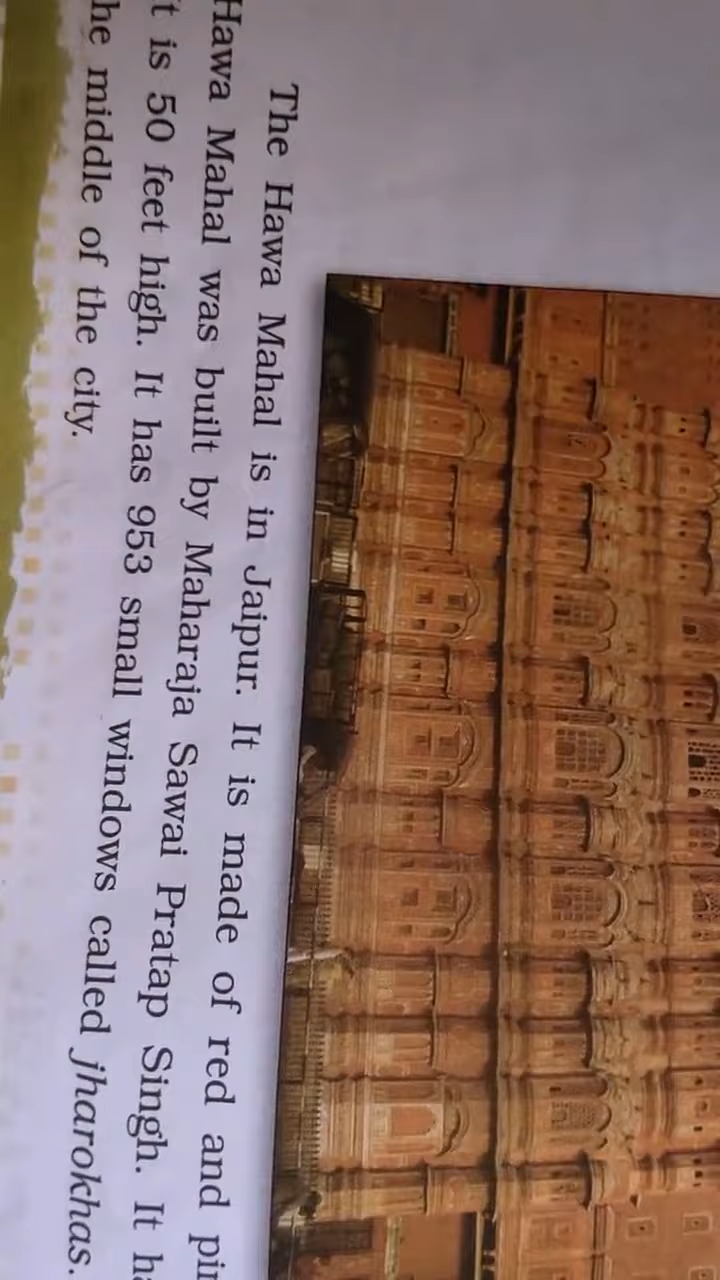 The Hawa Mahal is in Jaipur. It is made of red and
Hawa Mahal was built by Maharaja Sawai Pratap Singh. It
t is 50 feet high. It has 953 small windows called jharokhas.
he middle of the city.